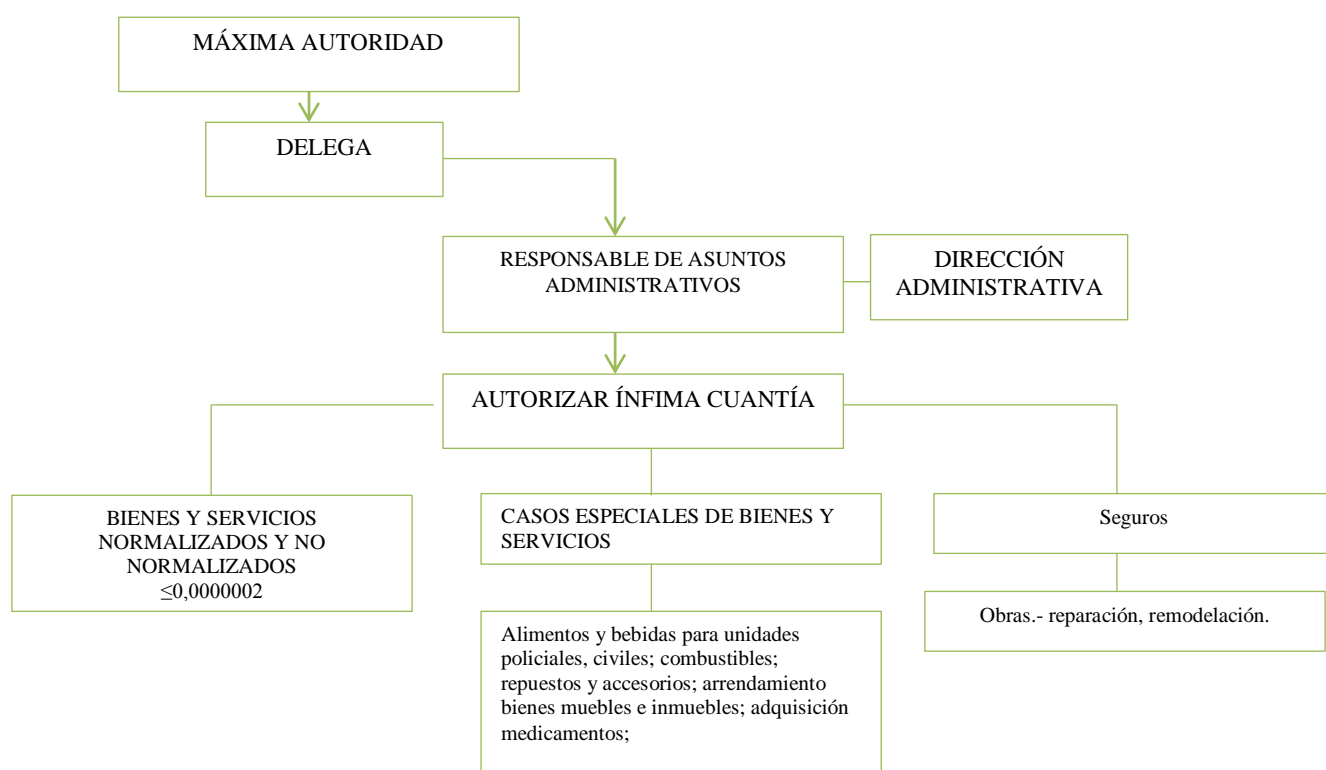 MÁXIMA AUTORIDAD
DELEGA
RESPONSABLE DE ASUNTOS
ADMINISTRATIVOS
DIRECCIÓN
ADMINISTRATIVA
AUTORIZAR ÍNFIMA CUANTÍA
BIENES Y SERVICIOS
NORMALIZADOS Y NO
NORMALIZADOS
≤0,0000002
CASOS ESPECIALES DE BIENES Y
SERVICIOS
Seguros
Alimentos y bebidas para unidades
policiales, civiles; combustibles;
repuestos y accesorios; arrendamiento
bienes muebles e inmuebles; adquisición
medicamentos;
Obras.- reparación, remodelación.